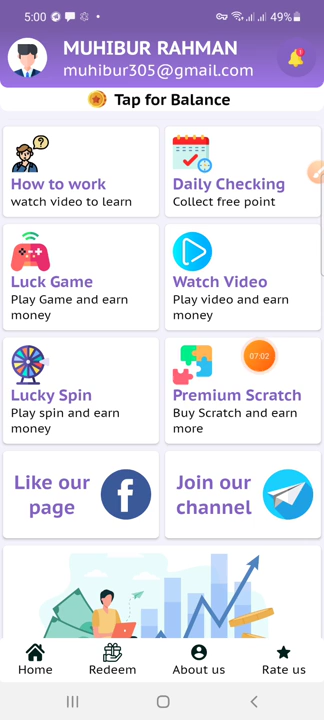 5:00
49%
MUHIBUR RAHMAN
muhibur305@gmail.com
Tap for Balance
How to work
watch video to learn
Daily Checking
Collect free point
Luck Game
Play Game and earn
money
Watch Video
Play video and earn
money
07:02
Lucky Spin
Play spin and earn
money
Premium Scratch
Buy Scratch and earn
more
Like our
page
Join our
channel
Home
Redeem
About us
Rate us